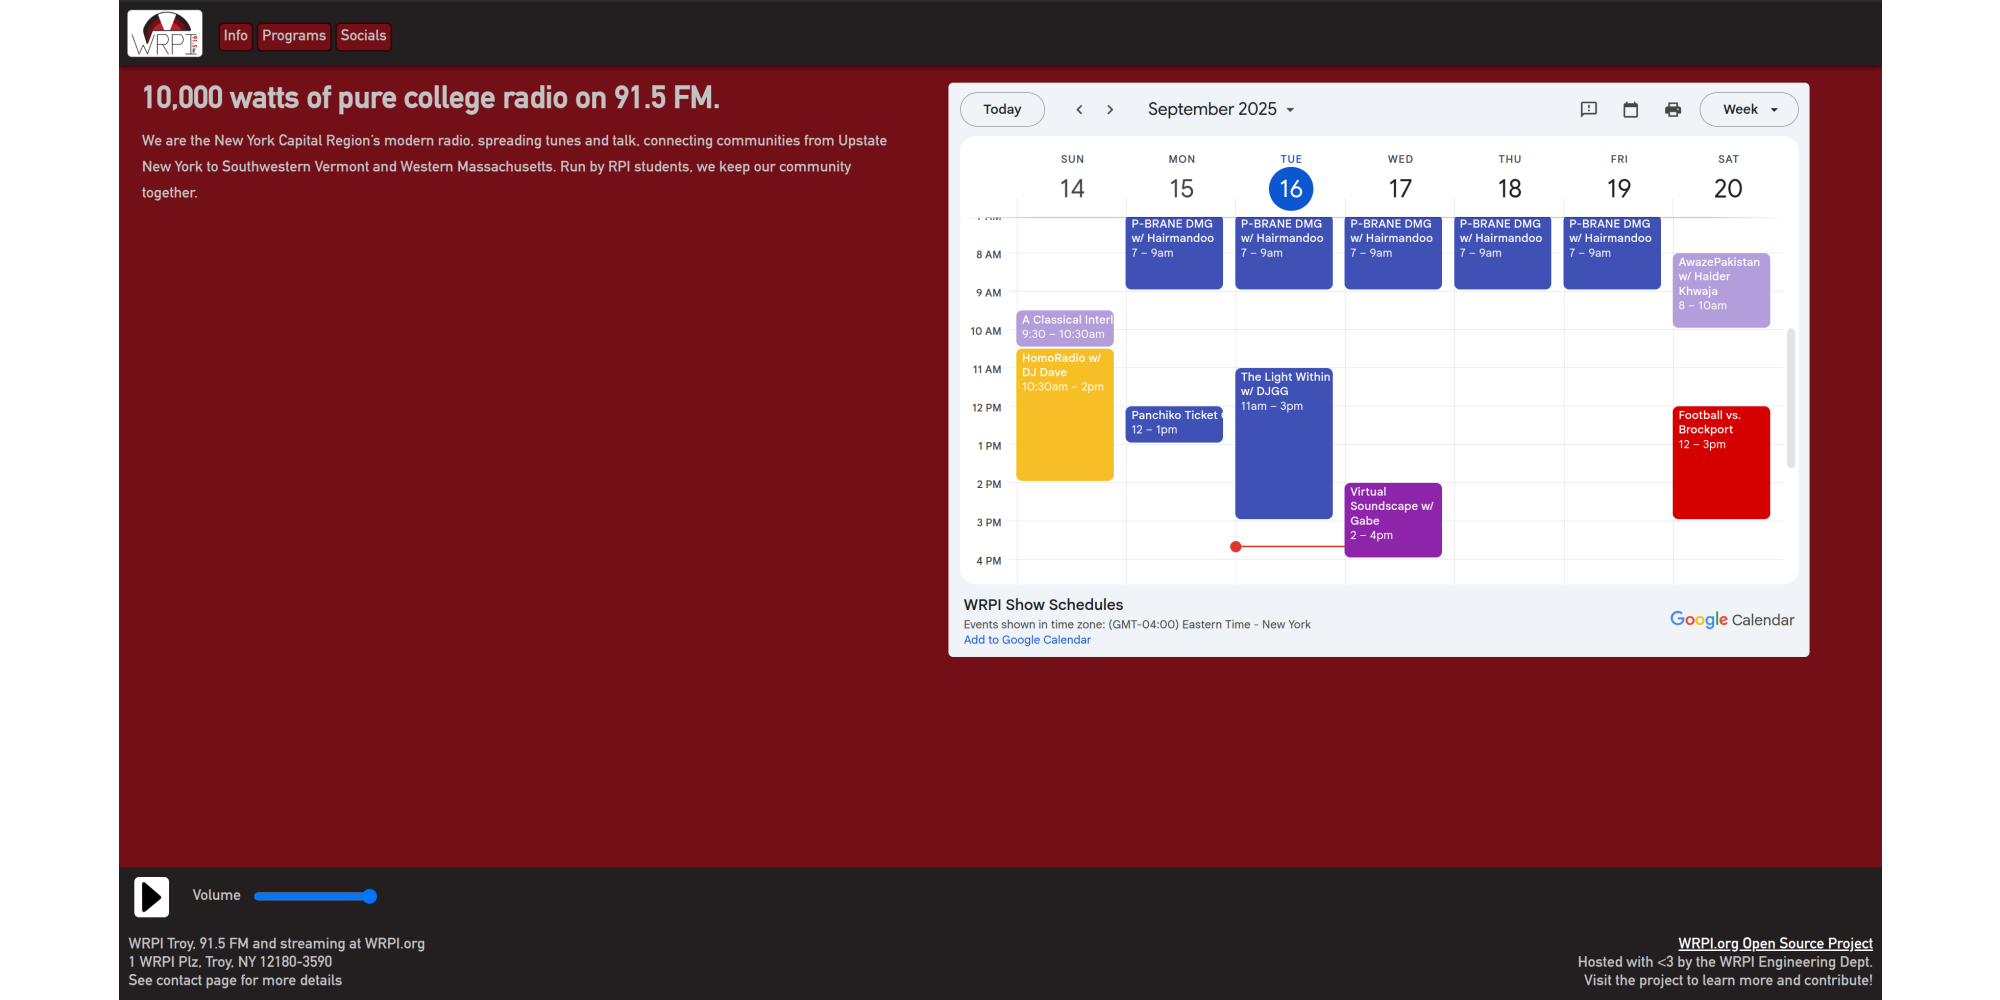 WRPI 91.5 FM
Info
Programs
Socials
10,000 watts of pure college radio on 91.5 FM.
We are the New York Capital Region's modern radio, spreading tunes and talk, connecting communities from Upstate
New York to Southwestern Vermont and Western Massachusetts. Run by RPI students, we keep our community
together.
Today
September 2025
Week
SUN MON TUE WED THU FRI SAT
14 15 16 17 18 19 20
7 AM
8 AM
9 AM
10 AM
11 AM
12 PM
1 PM
2 PM
3 PM
4 PM
A Classical Interl
9:30 – 10:30am
HomoRadio w/
DJ Dave
10:30am – 2pm
P-BRANE DMG
w/ Hairmandoo
7 – 9am
Panchiko Ticket
12 – 1pm
P-BRANE DMG
w/ Hairmandoo
7 – 9am
The Light Within
w/ DJGG
11am – 3pm
P-BRANE DMG
w/ Hairmandoo
7 – 9am
Virtual
Soundscape w/
Gabe
2 – 4pm
P-BRANE DMG
w/ Hairmandoo
7 – 9am
P-BRANE DMG
w/ Hairmandoo
7 – 9am
AwazePakistan
w/ Haider
Khwaja
8 – 10am
Football vs.
Brockport
12 – 3pm
WRPI Show Schedules
Events shown in time zone: (GMT-04:00) Eastern Time - New York
Add to Google Calendar
Google Calendar
Volume
WRPI Troy, 91.5 FM and streaming at WRPI.org
1 WRPI Plz, Troy, NY 12180-3590
See contact page for more details
WRPI.org Open Source Project
Hosted with <3 by the WRPI Engineering Dept.
Visit the project to learn more and contribute!